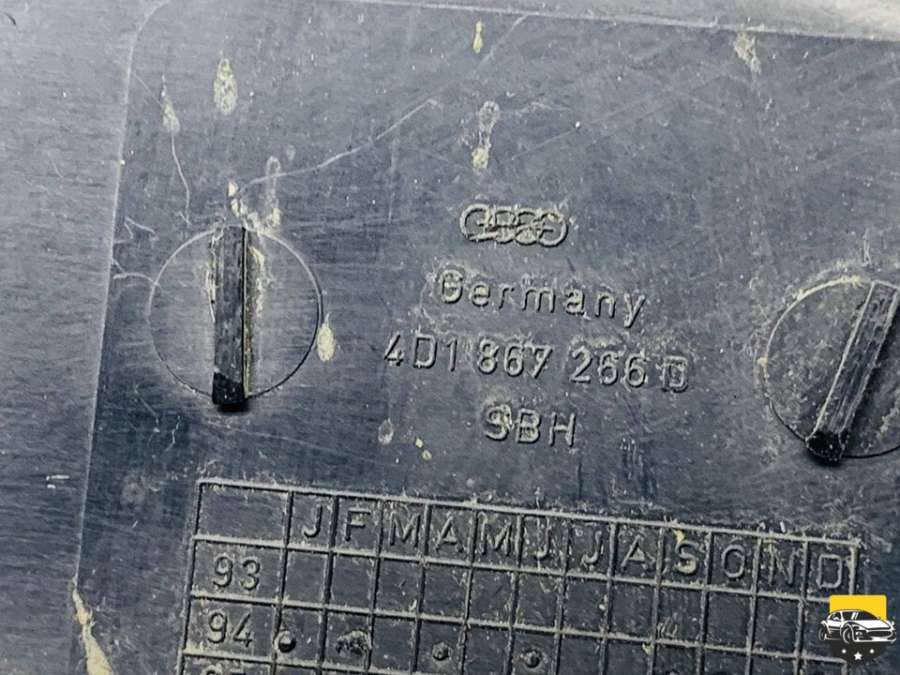 Germany
4D1 867 266 D
SBH
J F M A M J J A S O N D
93
94